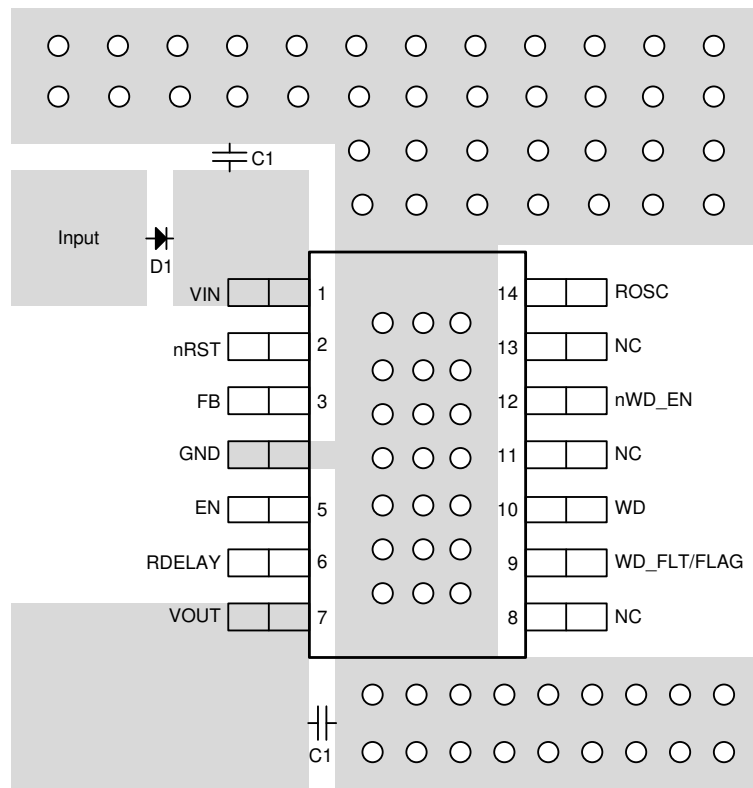 C1
Input
D1
VIN 1 14 ROSC
nRST 2 13 NC
FB 3 12 nWD_EN
GND 11 NC
EN 5 10 WD
RDELAY 6 9 WD_FLT/FLAG
VOUT 7 8 NC
C1